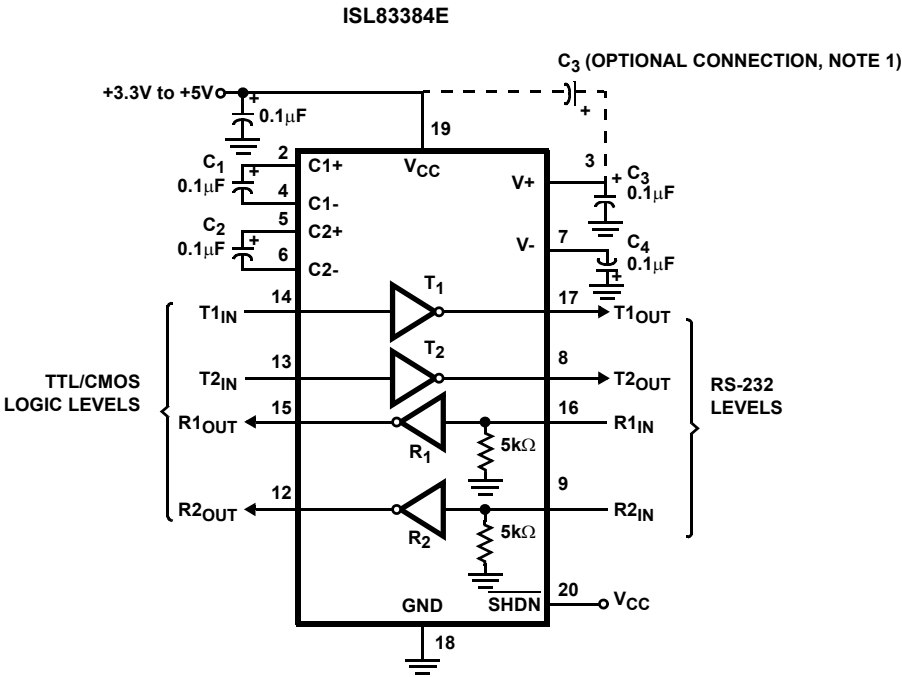 ISL83384E
C3 (OPTIONAL CONNECTION, NOTE 1)
+3.3V to +5V
+
0.1μF
+
19
2
C1+
VCC
3
C1
0.1μF
+
V+
+ C3
0.1μF
4
C1-
5
C2+
C2
0.1μF
+
V-
7
C4
0.1μF
+
6
C2-
T1
14
17
T1IN
T1OUT
T2
13
8
T2IN
T2OUT
TTL/CMOS
LOGIC LEVELS
RS-232
LEVELS
15
16
R1OUT
R1IN
R1
5kΩ
12
9
R2OUT
R2IN
R2
5kΩ
GND
SHDN
20
VCC
18